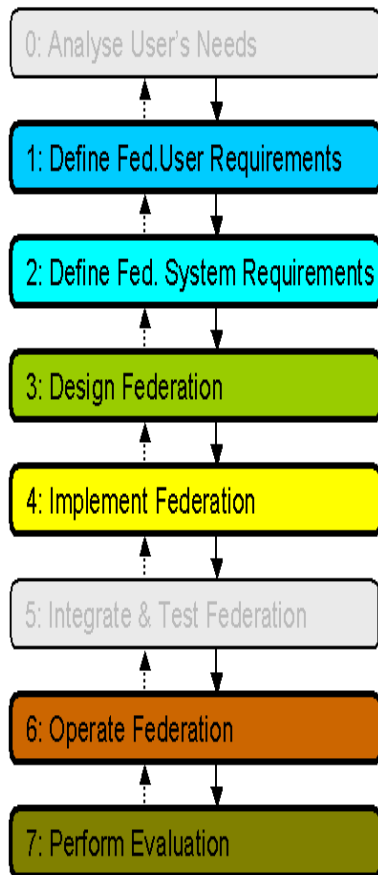 0: Analyse User's Needs
1: Define Fed.User Requirements
2: Define Fed. System Requirements
3: Design Federation
4: Implement Federation
5: Integrate & Test Federation
6: Operate Federation
7: Perform Evaluation